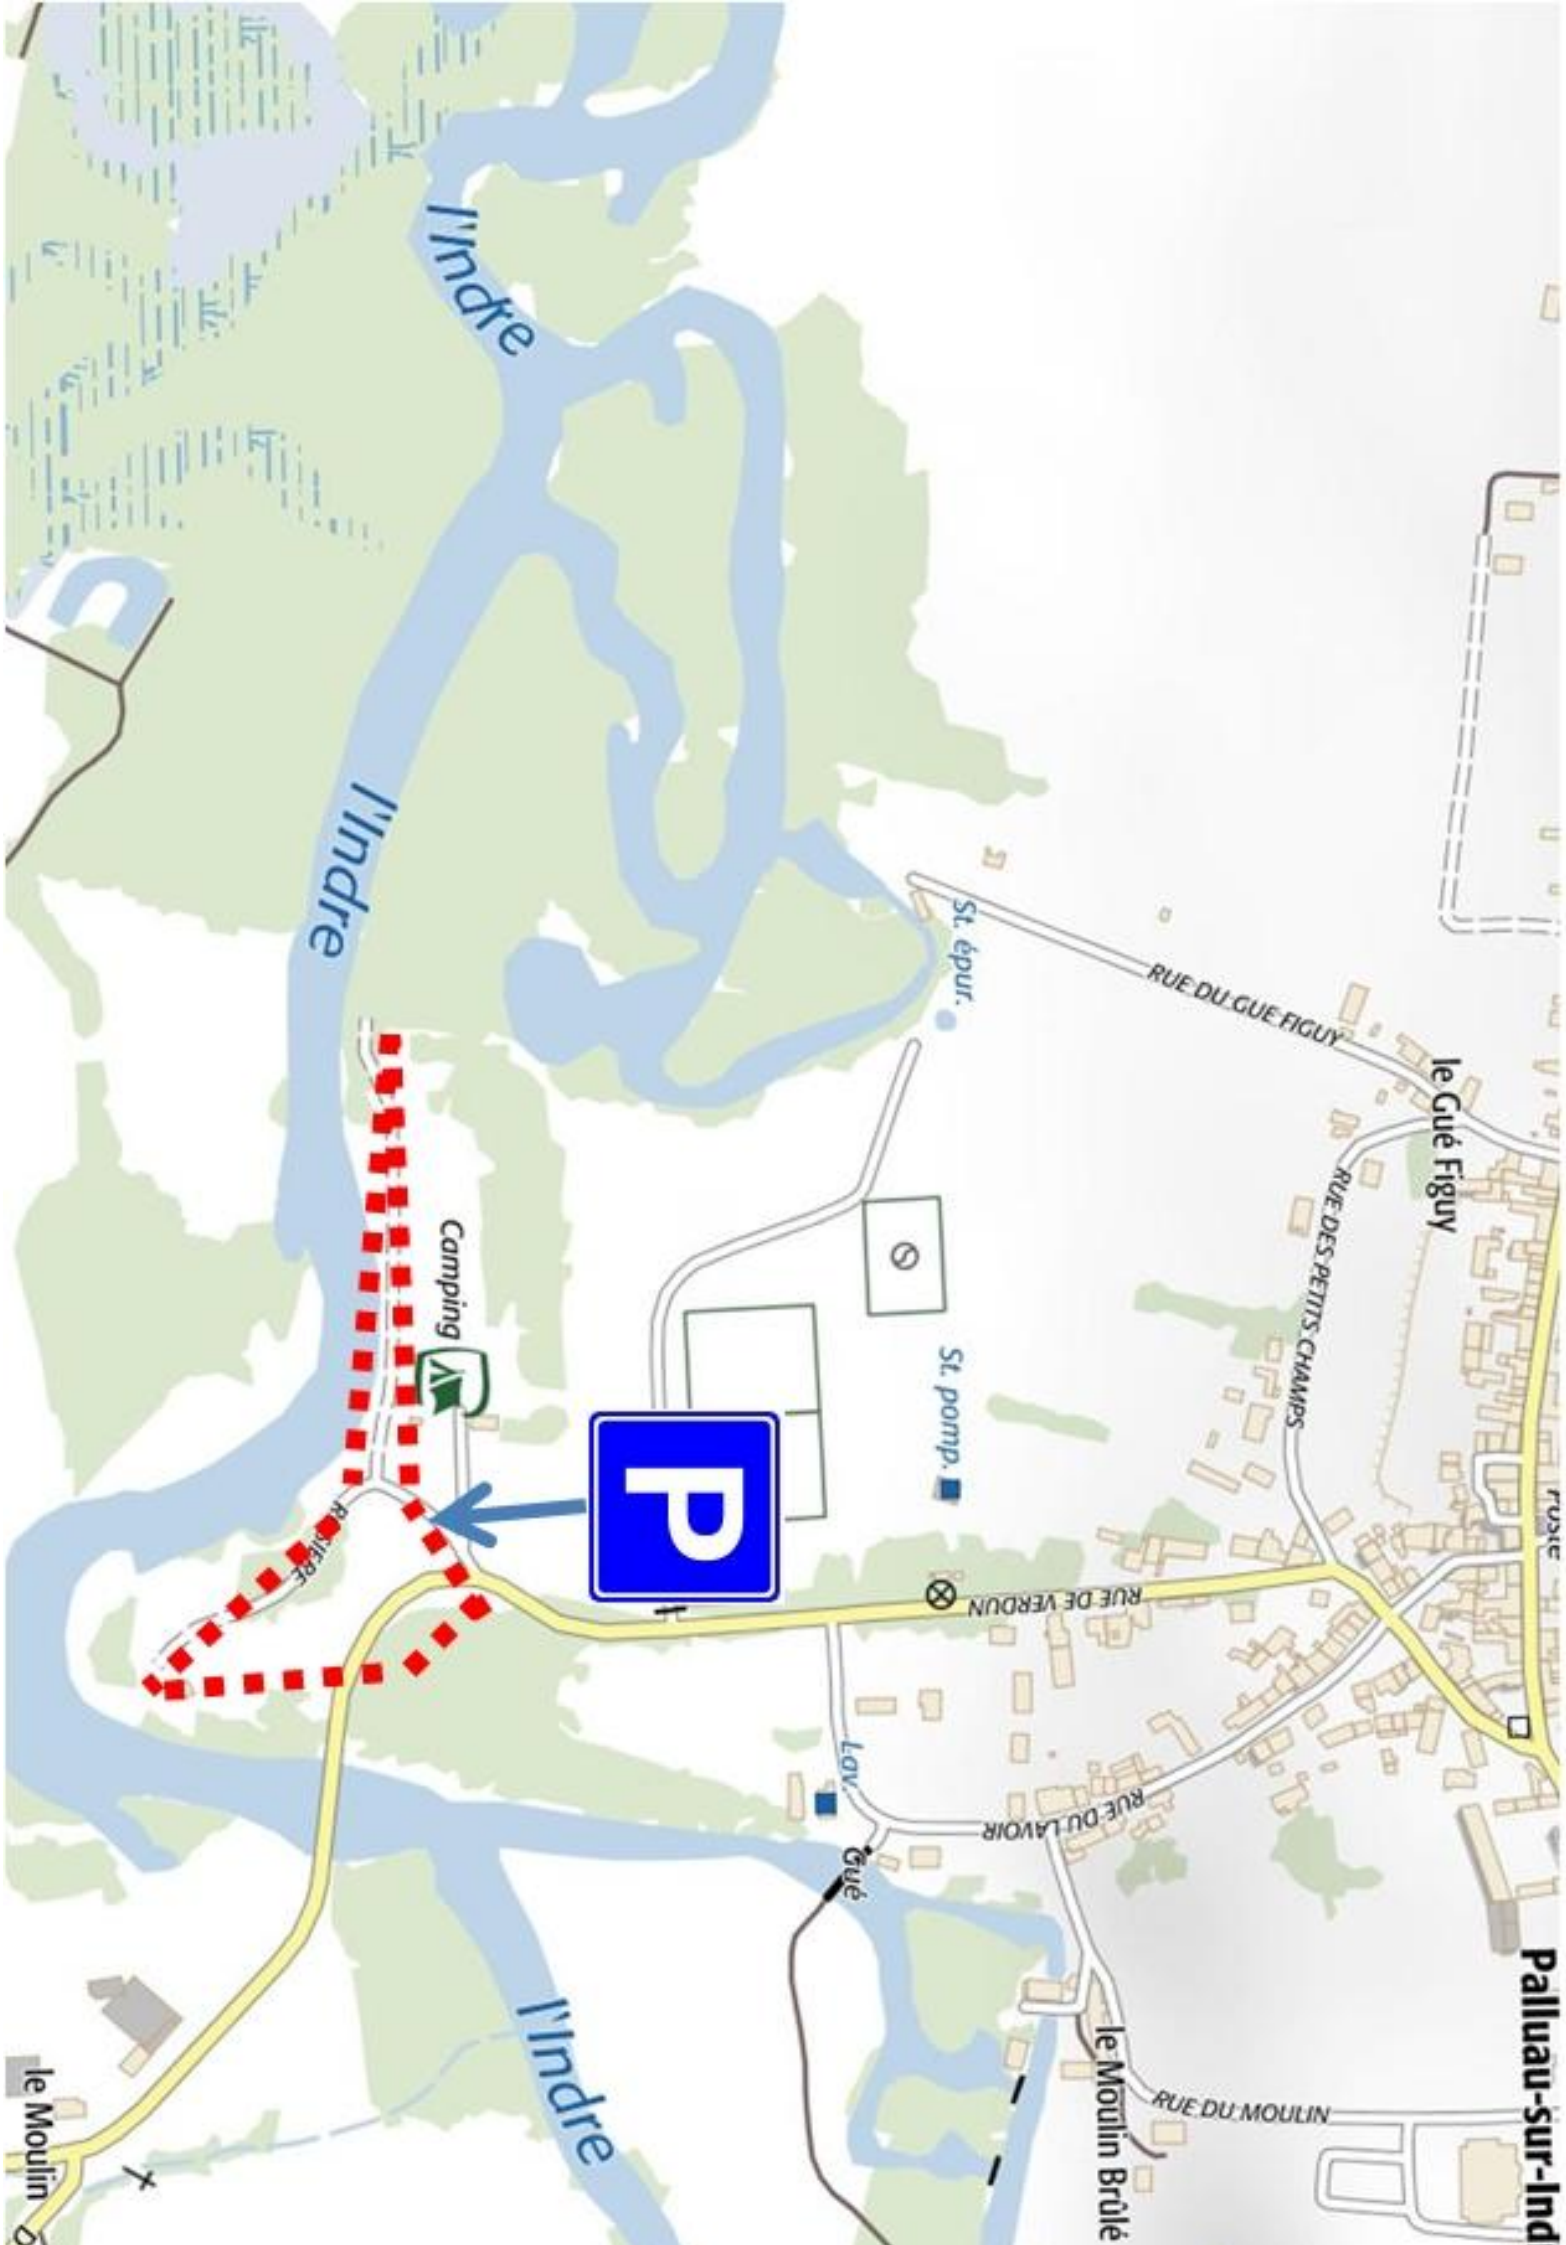 Palluau-sur-Ind
le Gué Figuy
RUE DU GUE FIGUY
RUE DES PETITS CHAMPS
RUE DU MOULIN
le Moulin Brûlé
RUE DU LAVOIR
RUE DE VERDUN
St. épur.
St. pomp.
Lav.
Gué
P
Camping
l'Indre
l'Indre
l'Indre
le Moulin